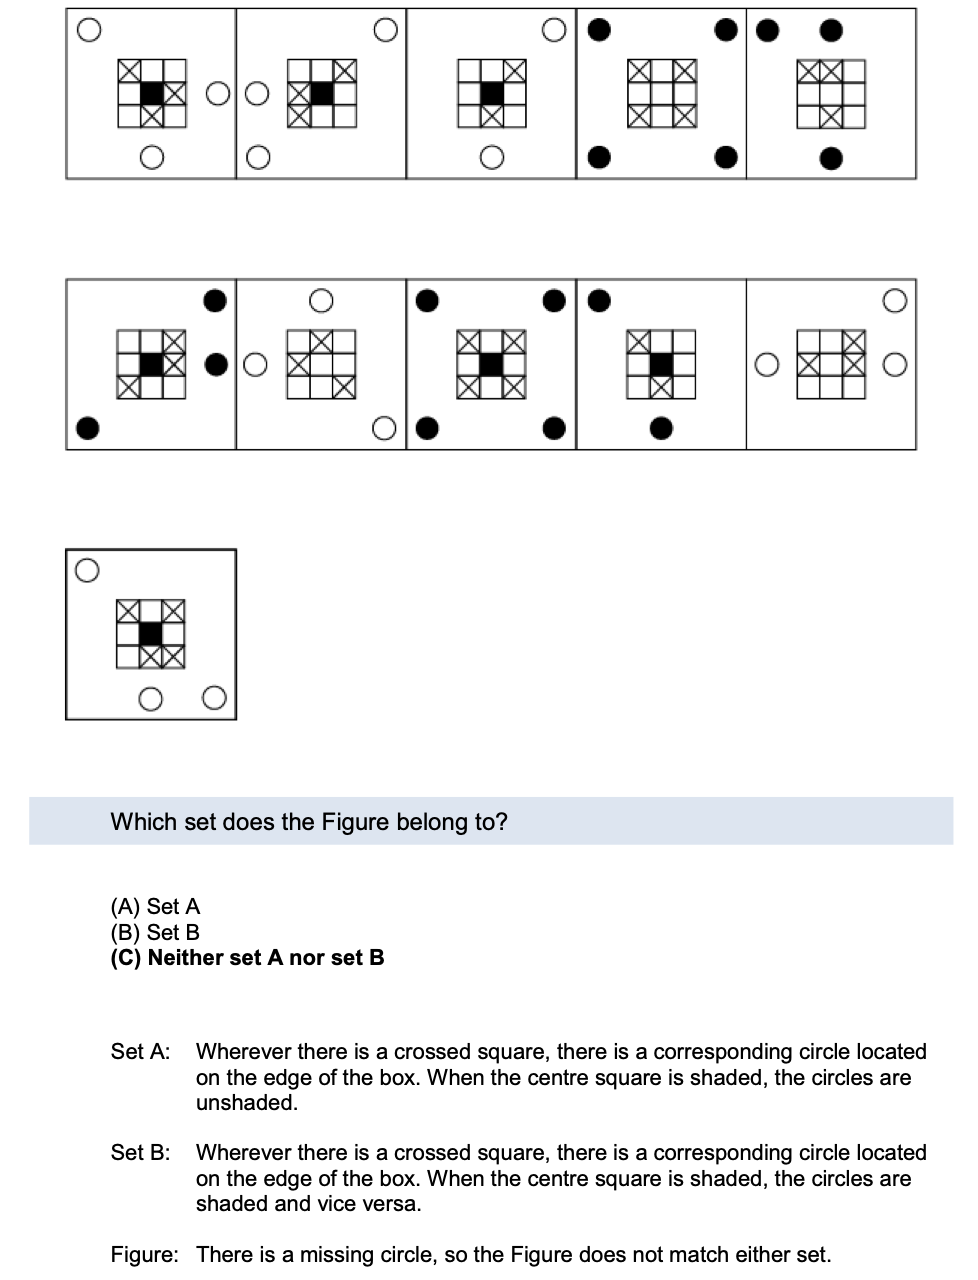 Which set does the Figure belong to?
(A) Set A
(B) Set B
(C) Neither set A nor set B
Set A: Wherever there is a crossed square, there is a corresponding circle located
on the edge of the box. When the centre square is shaded, the circles are
unshaded.
Set B: Wherever there is a crossed square, there is a corresponding circle located
on the edge of the box. When the centre square is shaded, the circles are
shaded and vice versa.
Figure: There is a missing circle, so the Figure does not match either set.